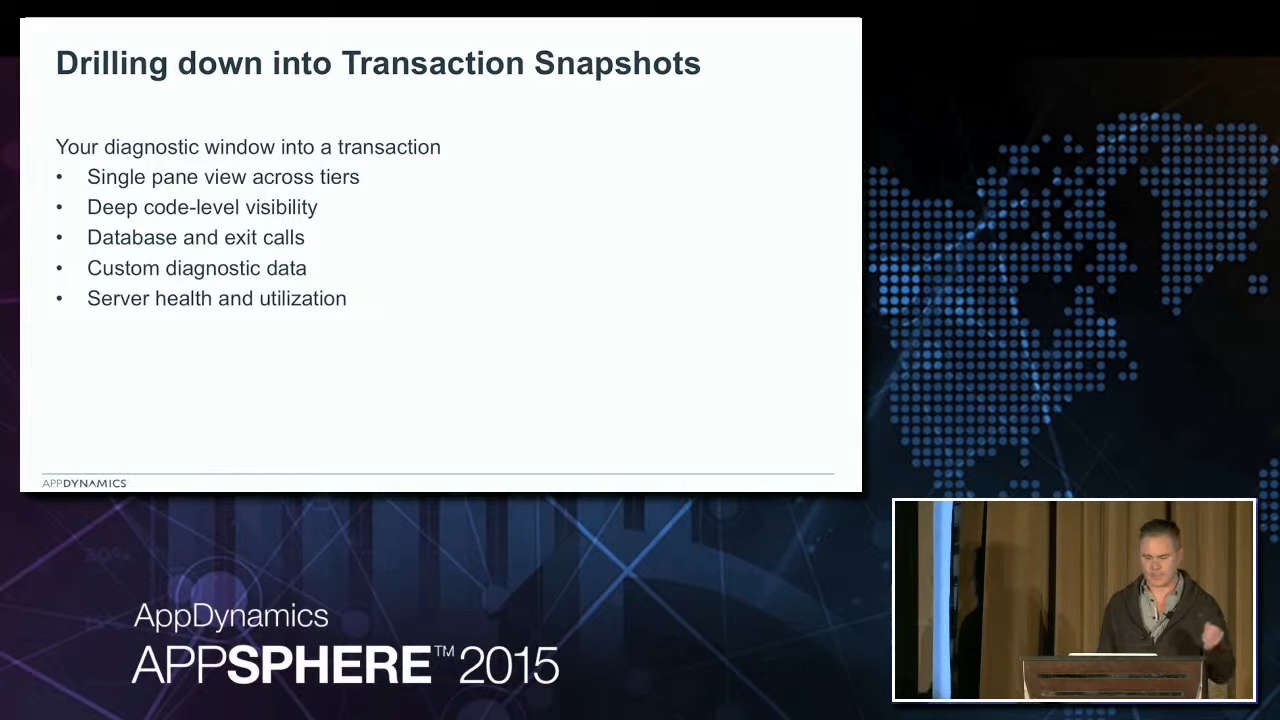 Drilling down into Transaction Snapshots
Your diagnostic window into a transaction
• Single pane view across tiers
• Deep code-level visibility
• Database and exit calls
• Custom diagnostic data
• Server health and utilization
APPDYNAMICS
30%
AppDynamics
APPSPHERE™ 2015